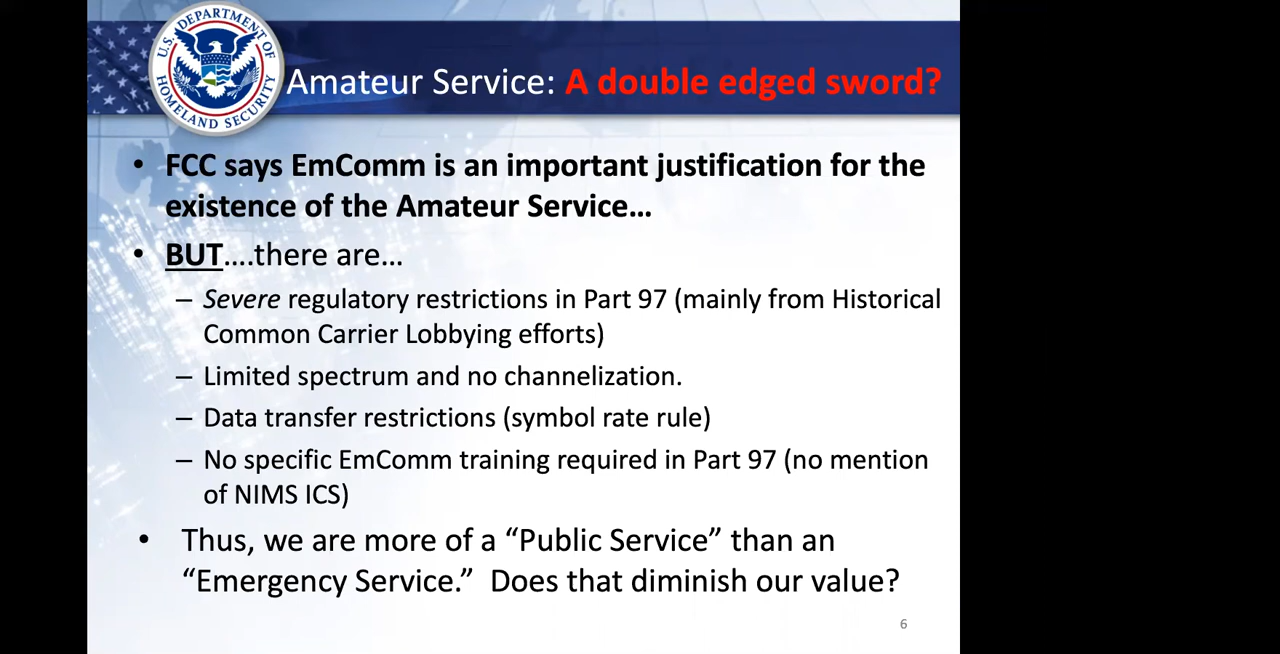 U.S. DEPARTMENT OF
HOMELAND SECURITY
Amateur Service: A double edged sword?
• FCC says EmComm is an important justification for the
existence of the Amateur Service…
• BUT….there are…
– Severe regulatory restrictions in Part 97 (mainly from Historical
Common Carrier Lobbying efforts)
– Limited spectrum and no channelization.
– Data transfer restrictions (symbol rate rule)
– No specific EmComm training required in Part 97 (no mention
of NIMS ICS)
• Thus, we are more of a “Public Service” than an
“Emergency Service.”  Does that diminish our value?
6